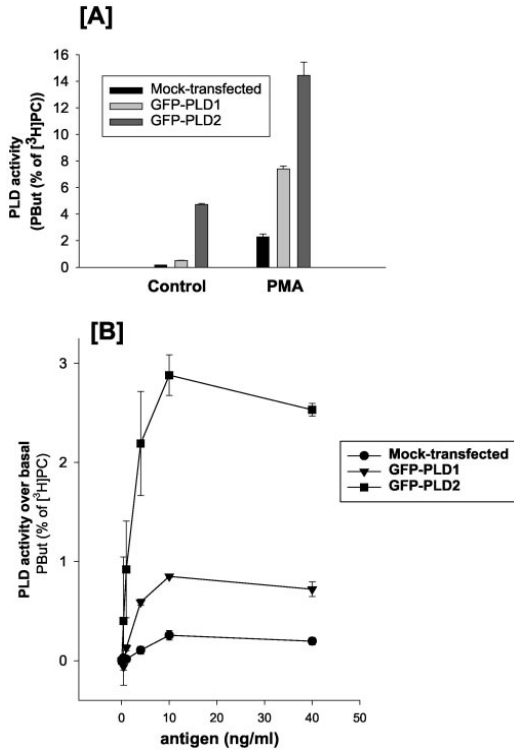 [A]
16
14
12
10
8
6
4
2
0
PLD activity
(PBut (% of [³H]PC))
Mock-transfected
GFP-PLD1
GFP-PLD2
Control PMA
[B]
3
2
1
0
PLD activity over basal
PBut (% of [³H]PC
Mock-transfected
GFP-PLD1
GFP-PLD2
0 10 20 30 40
antigen (ng/ml)